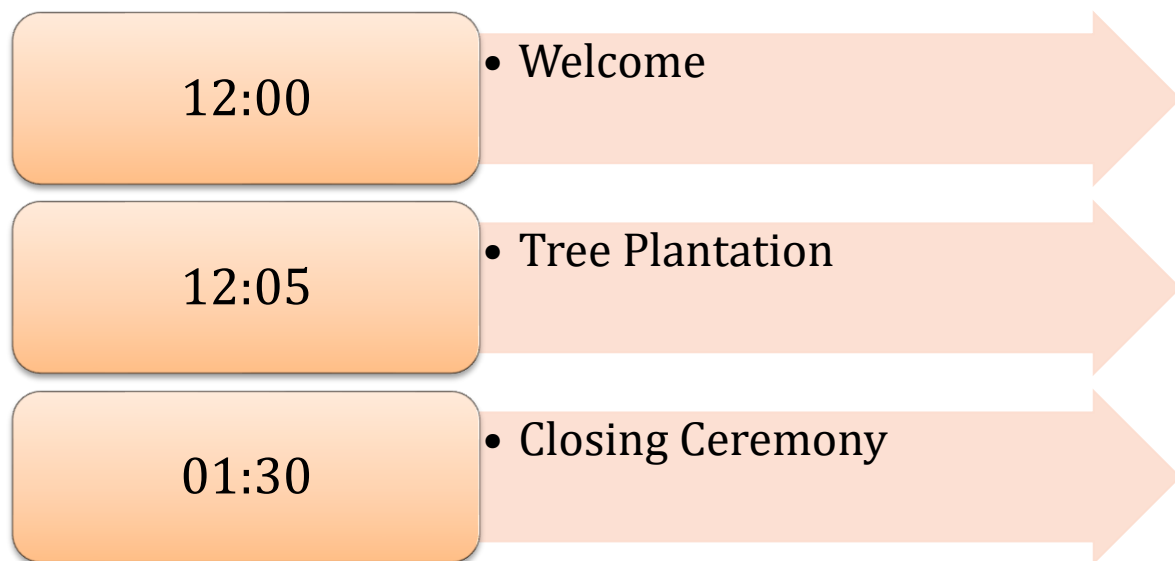 12:00
• Welcome
12:05
• Tree Plantation
01:30
• Closing Ceremony